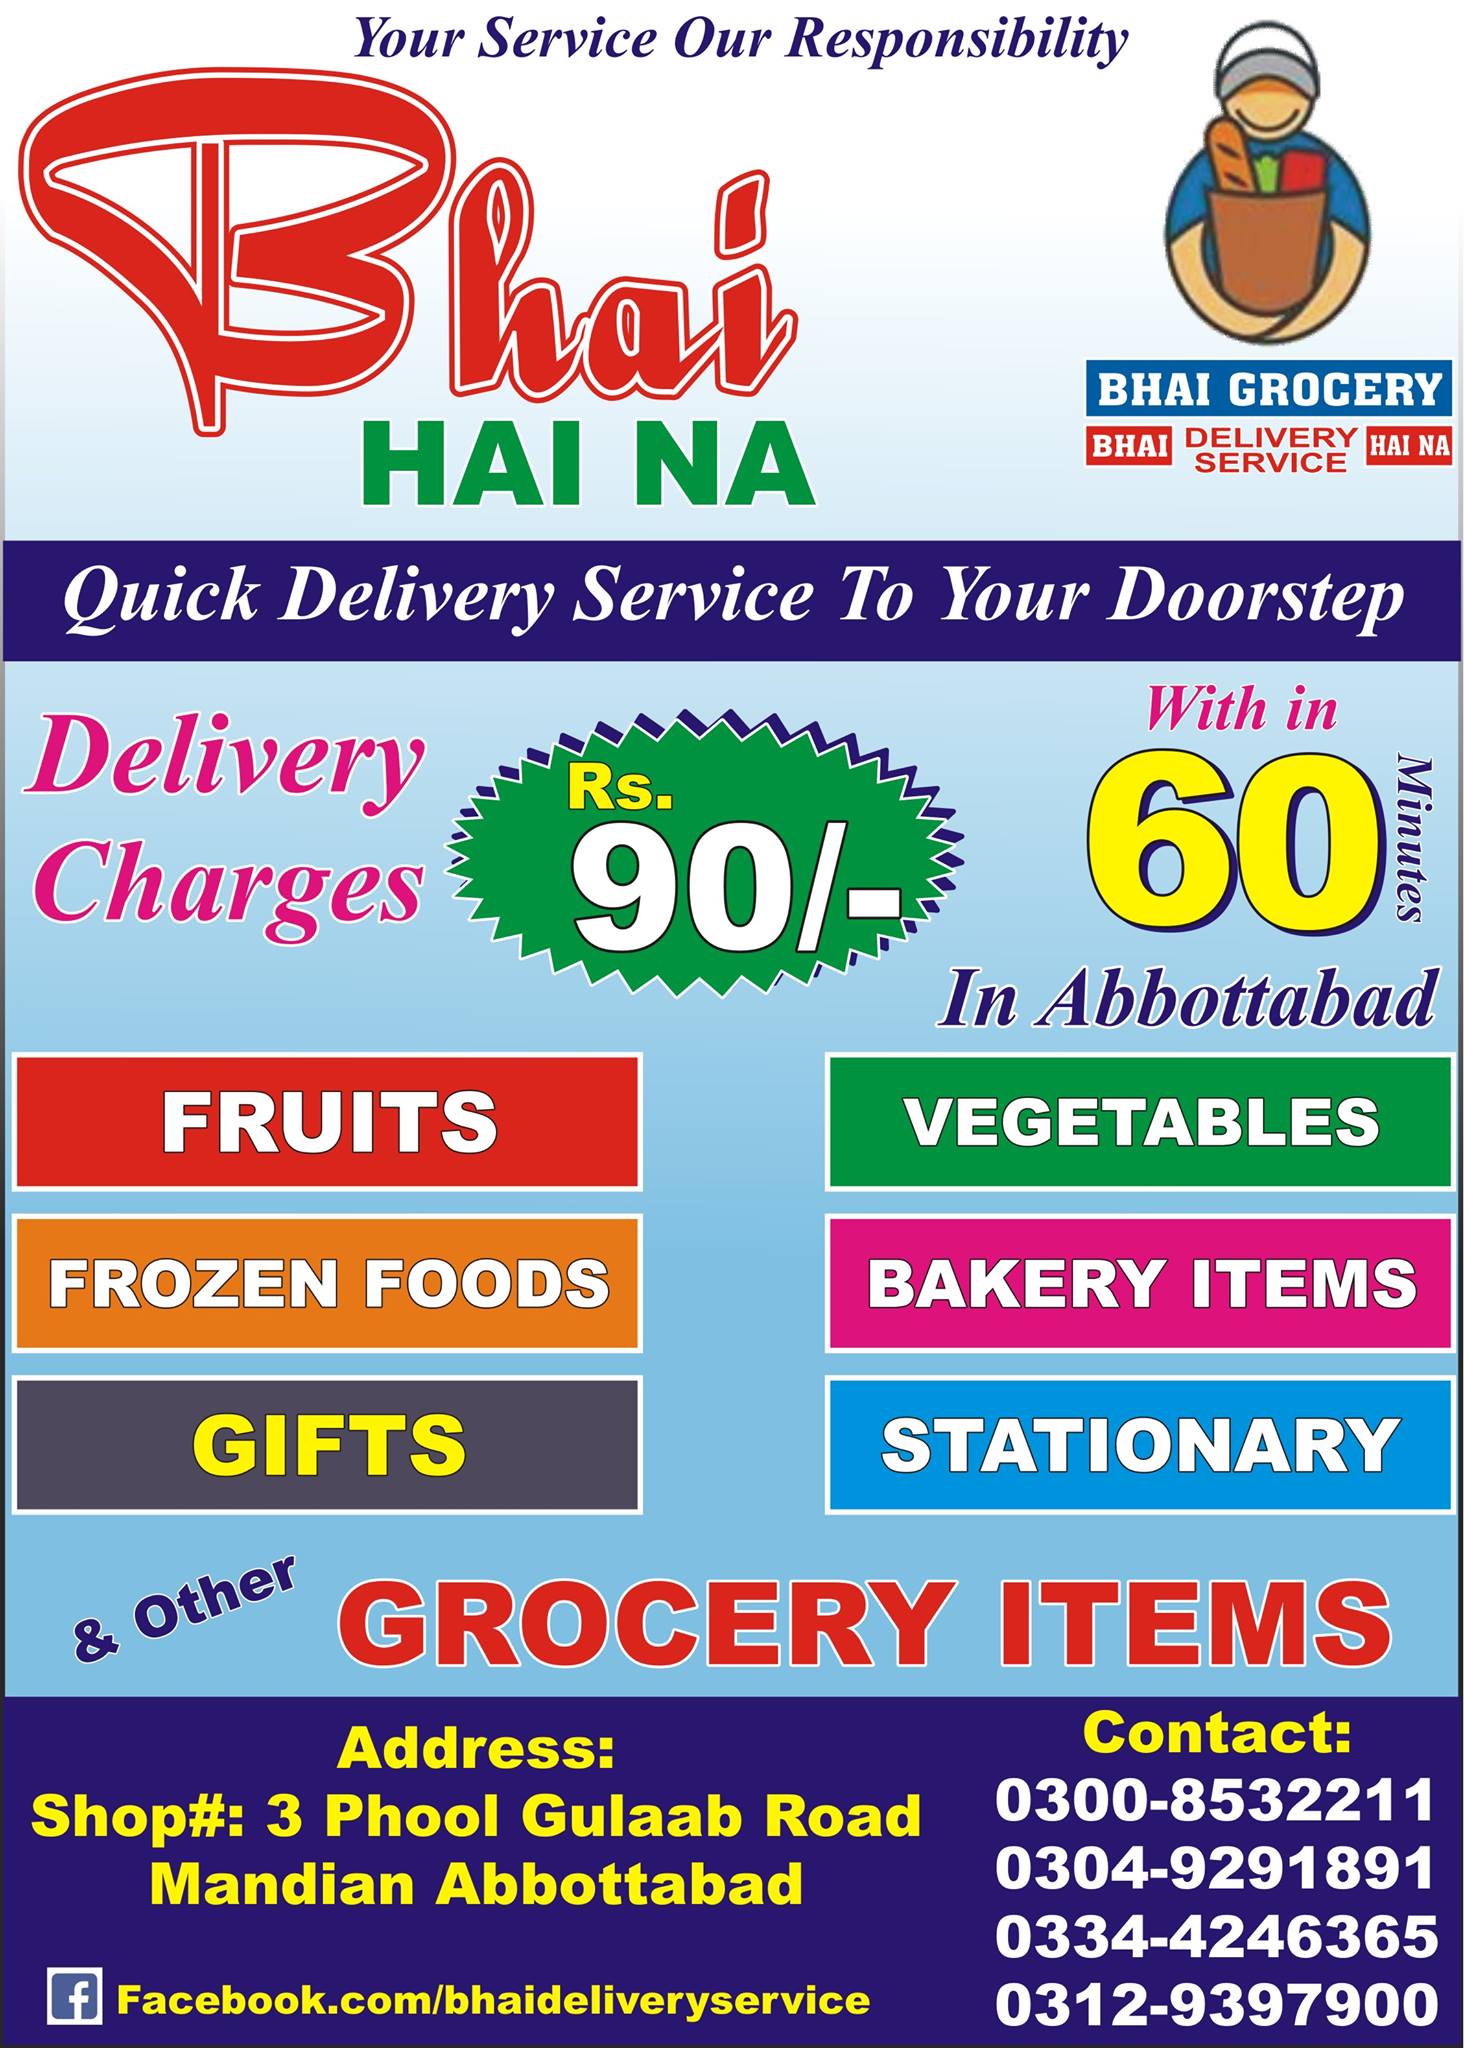 Your Service Our Responsibility
Bhai
HAI NA
BHAI GROCERY
BHAI DELIVERY SERVICE HAI NA
Quick Delivery Service To Your Doorstep
Delivery
Charges
Rs.
90/-
With in
60 Minutes
In Abbottabad
FRUITS
VEGETABLES
FROZEN FOODS
BAKERY ITEMS
GIFTS
STATIONARY
& Other GROCERY ITEMS
Address:
Shop#: 3 Phool Gulaab Road
Mandian Abbottabad
f Facebook.com/bhaideliveryservice
Contact:
0300-8532211
0304-9291891
0334-4246365
0312-9397900